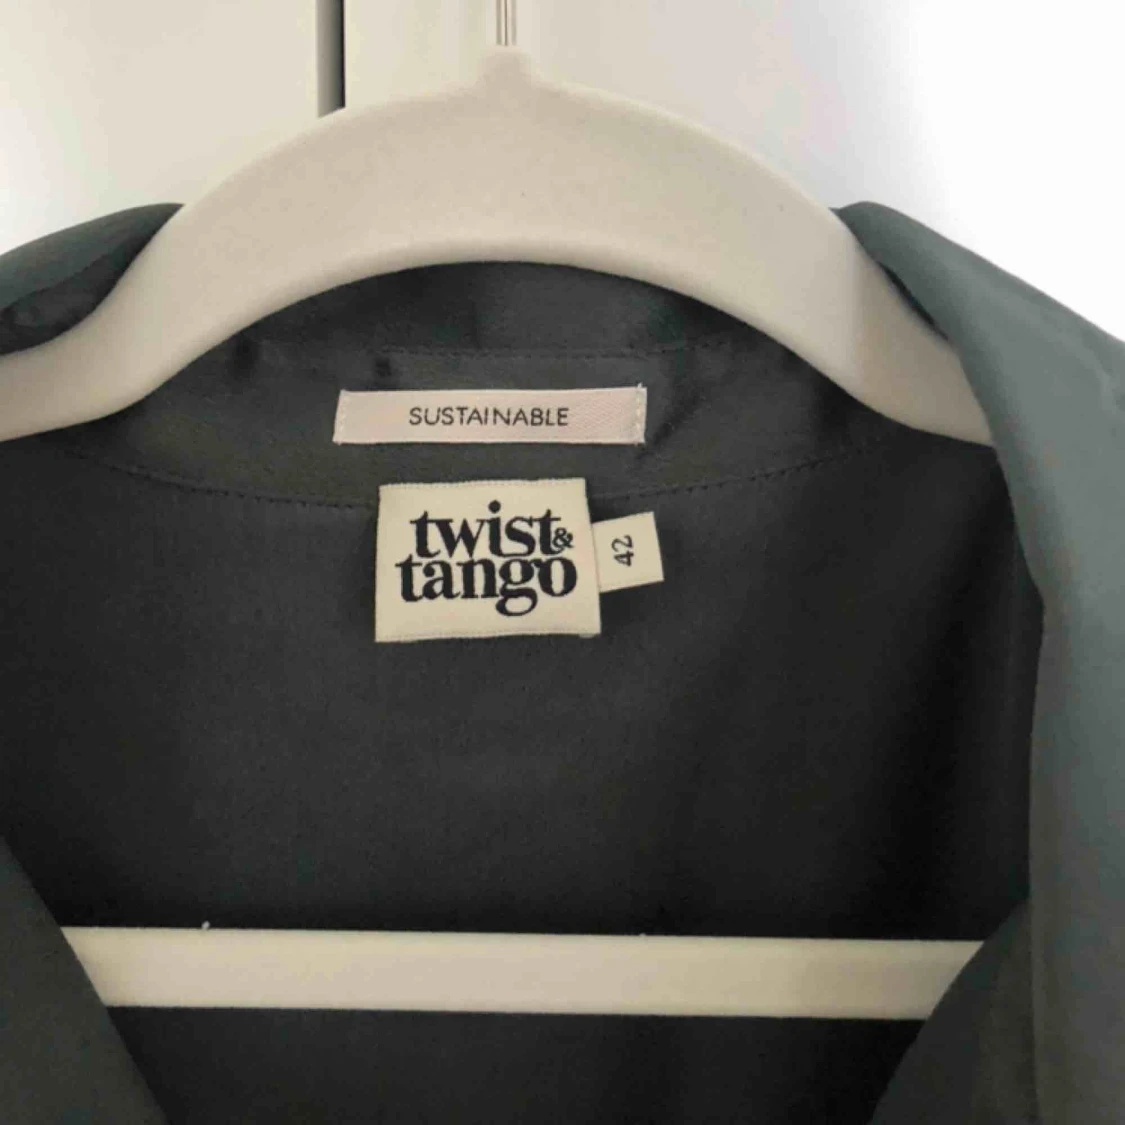 SUSTAINABLE
twist&
tango
42